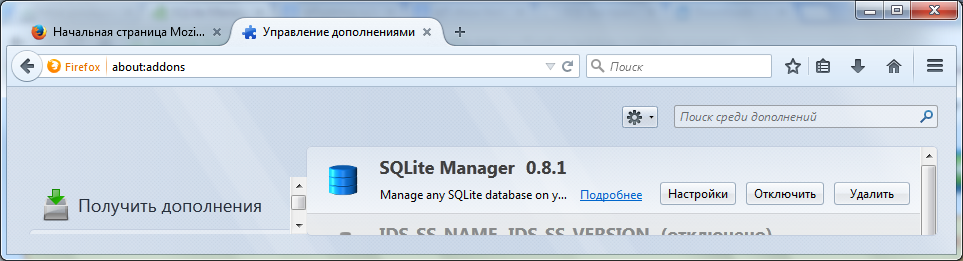 Начальная страница Mozi...
Управление дополнениями
Firefox
about:addons
Поиск
Поиск среди дополнений
SQLite Manager 0.8.1
Manage any SQLite database on y...
Подробнее
Настройки
Отключить
Удалить
Получить дополнения
IDS_SS_NAME IDS_SS_VERSION (отключено)